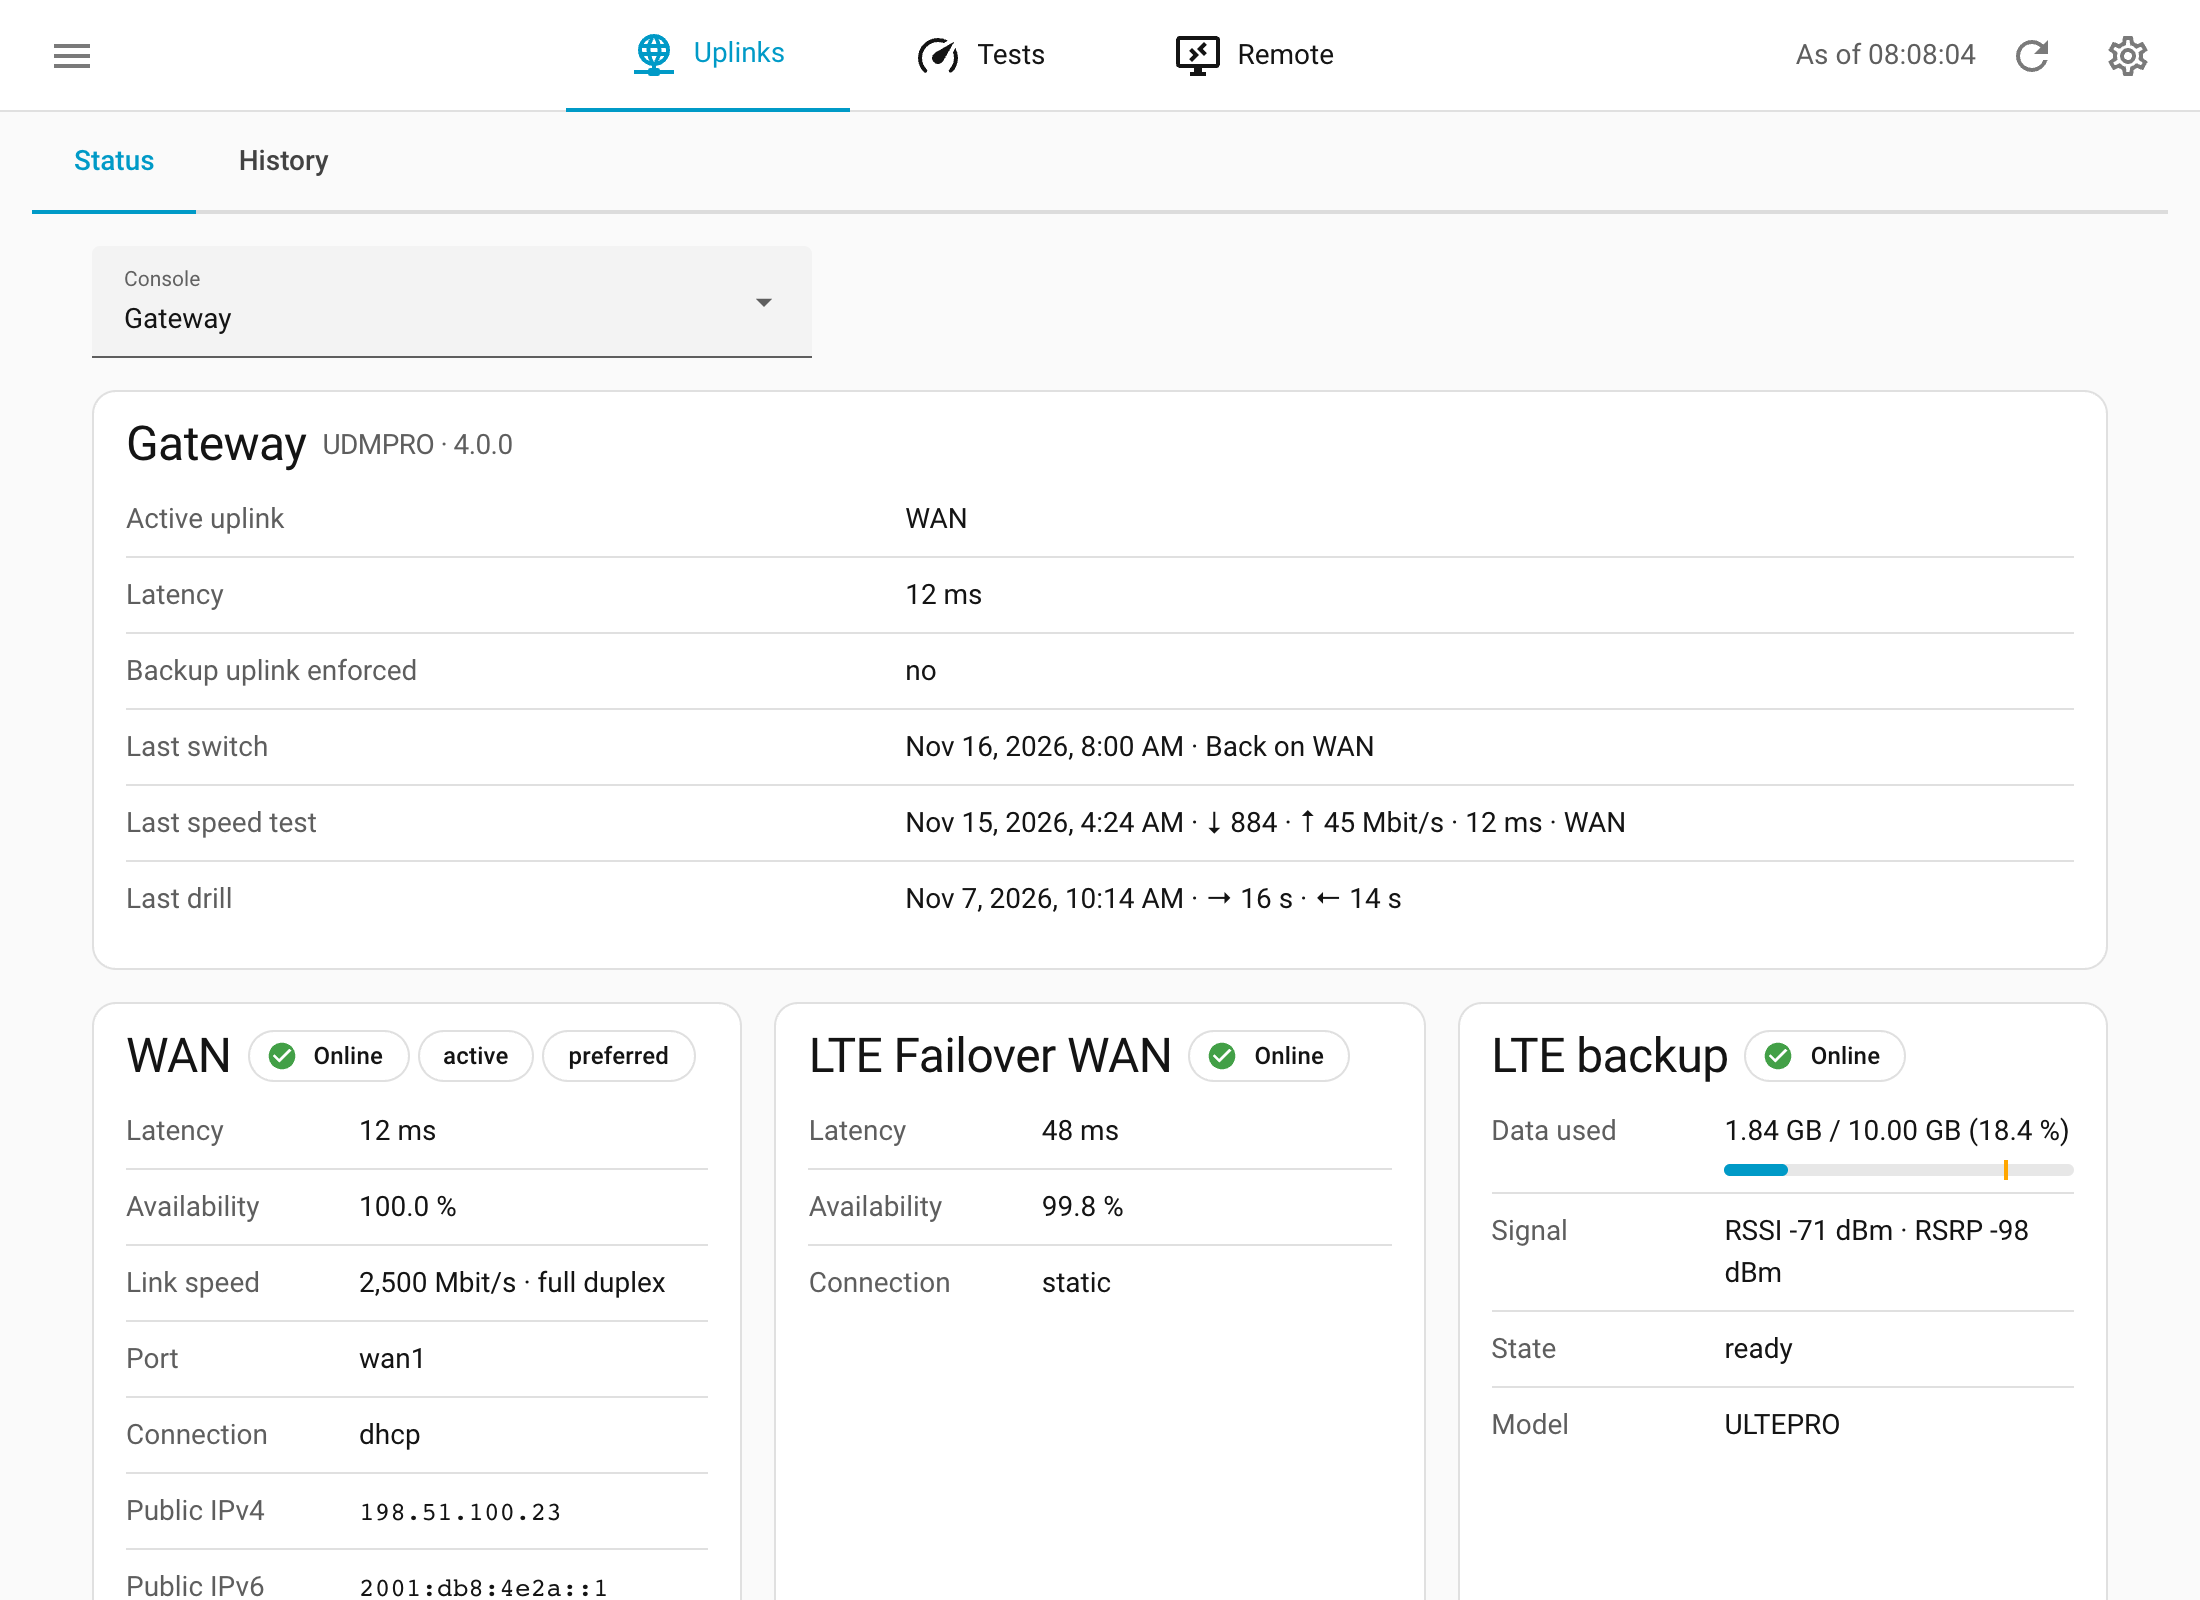 Uplinks
Tests
Remote
As of 08:08:04
Status
History
Console
Gateway
Gateway UDMPRO · 4.0.0
Active uplink WAN
Latency 12 ms
Backup uplink enforced no
Last switch Nov 16, 2026, 8:00 AM · Back on WAN
Last speed test Nov 15, 2026, 4:24 AM · ↓ 884 · ↑ 45 Mbit/s · 12 ms · WAN
Last drill Nov 7, 2026, 10:14 AM · → 16 s · ← 14 s
WAN Online active preferred
Latency 12 ms
Availability 100.0 %
Link speed 2,500 Mbit/s · full duplex
Port wan1
Connection dhcp
Public IPv4 198.51.100.23
Public IPv6 2001:db8:4e2a::1
LTE Failover WAN Online
Latency 48 ms
Availability 99.8 %
Connection static
LTE backup Online
Data used 1.84 GB / 10.00 GB (18.4 %)
Signal RSSI -71 dBm · RSRP -98
dBm
State ready
Model ULTEPRO